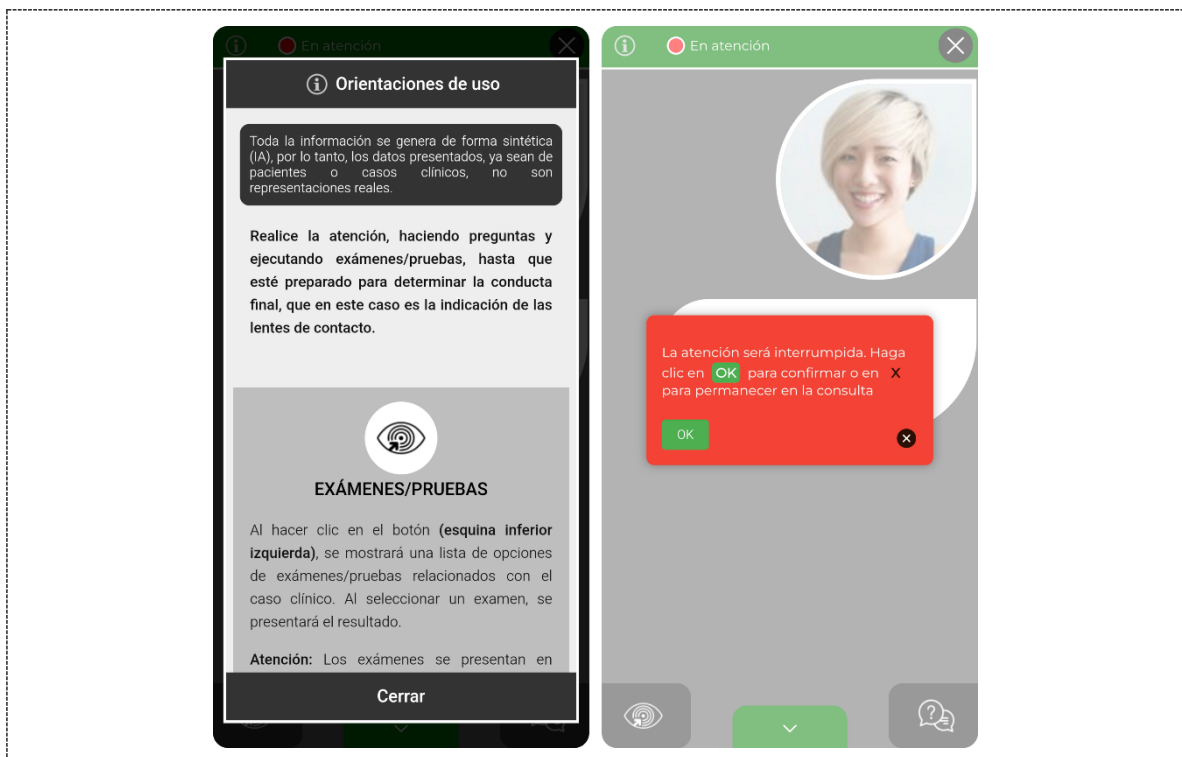 En atención
Orientaciones de uso
Toda la información se genera de forma sintética
(IA), por lo tanto, los datos presentados, ya sean de
pacientes o casos clínicos, no son
representaciones reales.
Realice la atención, haciendo preguntas y
ejecutando exámenes/pruebas, hasta que
esté preparado para determinar la conducta
final, que en este caso es la indicación de las
lentes de contacto.
EXÁMENES/PRUEBAS
Al hacer clic en el botón (esquina inferior
izquierda), se mostrará una lista de opciones
de exámenes/pruebas relacionados con el
caso clínico. Al seleccionar un examen, se
presentará el resultado.
Atención: Los exámenes se presentan en
Cerrar
En atención
La atención será interrumpida. Haga
clic en OK para confirmar o en X
para permanecer en la consulta
OK